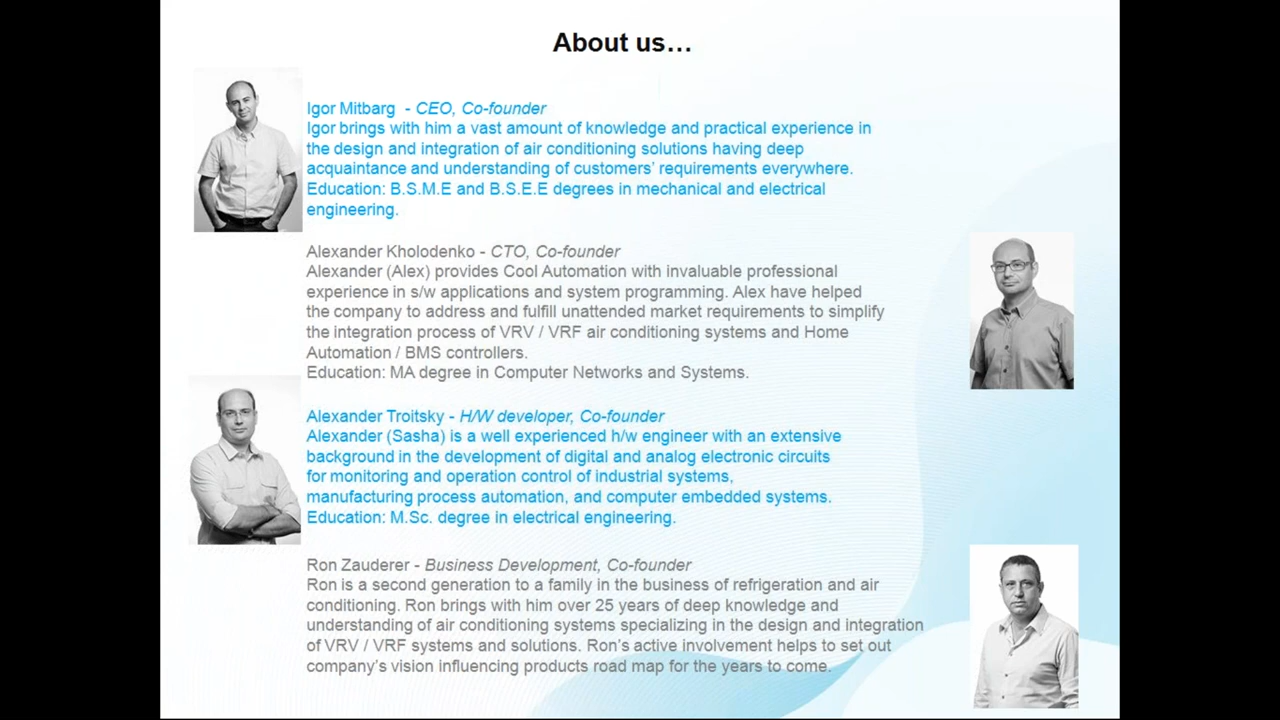 About us…
Igor Mitbarg - CEO, Co-founder
Igor brings with him a vast amount of knowledge and practical experience in
the design and integration of air conditioning solutions having deep
acquaintance and understanding of customers’ requirements everywhere.
Education: B.S.M.E and B.S.E.E degrees in mechanical and electrical
engineering.
Alexander Kholodenko - CTO, Co-founder
Alexander (Alex) provides Cool Automation with invaluable professional
experience in s/w applications and system programming. Alex have helped
the company to address and fulfill unattended market requirements to simplify
the integration process of VRV / VRF air conditioning systems and Home
Automation / BMS controllers.
Education: MA degree in Computer Networks and Systems.
Alexander Troitsky - H/W developer, Co-founder
Alexander (Sasha) is a well experienced h/w engineer with an extensive
background in the development of digital and analog electronic circuits
for monitoring and operation control of industrial systems,
manufacturing process automation, and computer embedded systems.
Education: M.Sc. degree in electrical engineering.
Ron Zauderer - Business Development, Co-founder
Ron is a second generation to a family in the business of refrigeration and air
conditioning. Ron brings with him over 25 years of deep knowledge and
understanding of air conditioning systems specializing in the design and integration
of VRV / VRF systems and solutions. Ron’s active involvement helps to set out
company’s vision influencing products road map for the years to come.